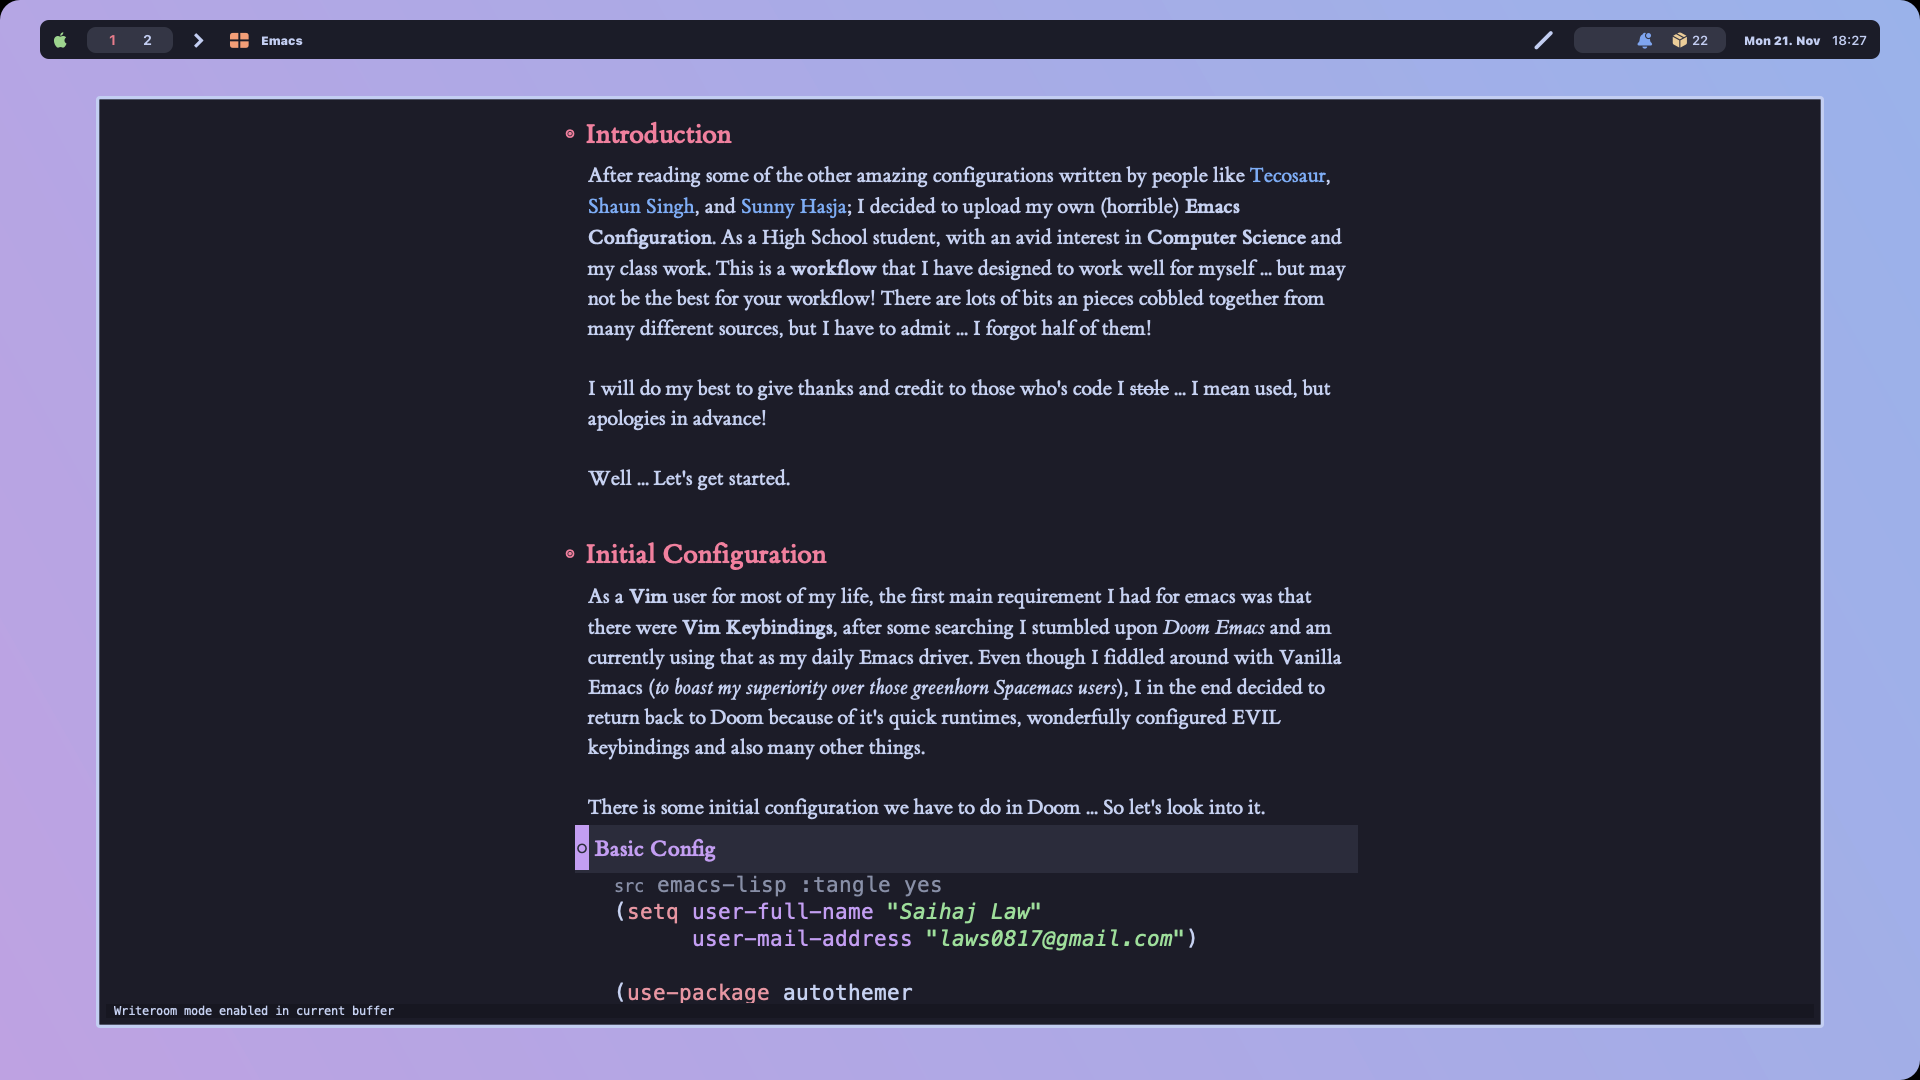 1 2 Emacs 22 Mon 21. Nov 18:27
Introduction
After reading some of the other amazing configurations written by people like Tecosaur,
Shaun Singh, and Sunny Hasja; I decided to upload my own (horrible) Emacs
Configuration. As a High School student, with an avid interest in Computer Science and
my class work. This is a workflow that I have designed to work well for myself ... but may
not be the best for your workflow! There are lots of bits an pieces cobbled together from
many different sources, but I have to admit ... I forgot half of them!
I will do my best to give thanks and credit to those who's code I stole ... I mean used, but
apologies in advance!
Well ... Let's get started.
Initial Configuration
As a Vim user for most of my life, the first main requirement I had for emacs was that
there were Vim Keybindings, after some searching I stumbled upon Doom Emacs and am
currently using that as my daily Emacs driver. Even though I fiddled around with Vanilla
Emacs (to boast my superiority over those greenhorn Spacemacs users), I in the end decided to
return back to Doom because of it's quick runtimes, wonderfully configured EVIL
keybindings and also many other things.
There is some initial configuration we have to do in Doom ... So let's look into it.
Basic Config
src emacs-lisp :tangle yes
(setq user-full-name "Saihaj Law"
user-mail-address "laws0817@gmail.com")
(use-package autothemer
Writeroom mode enabled in current buffer